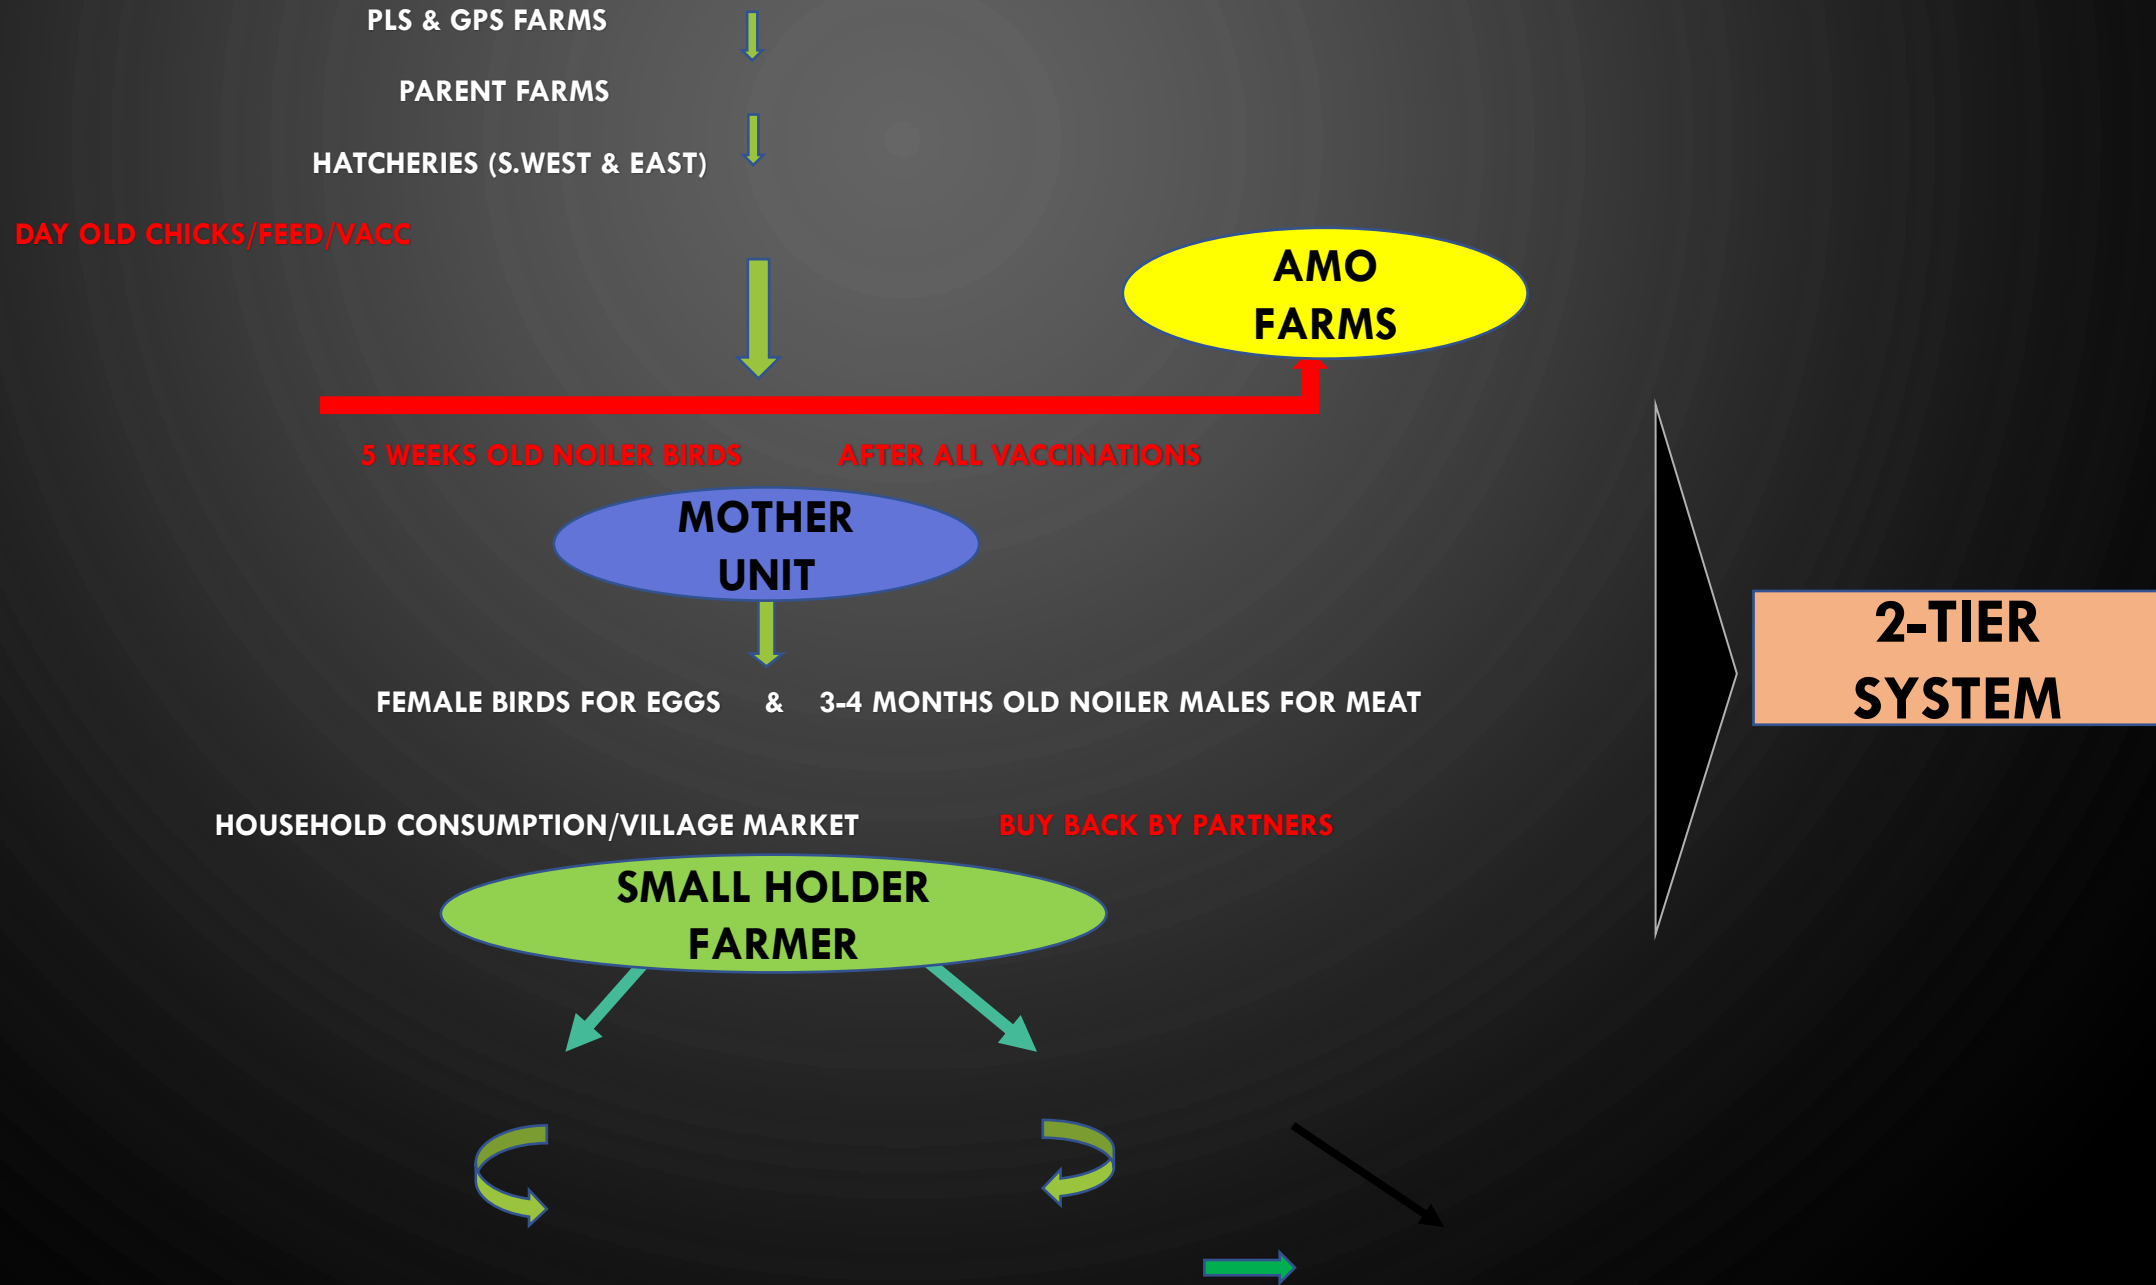 PLS & GPS FARMS
PARENT FARMS
HATCHERIES (S.WEST & EAST)
DAY OLD CHICKS/FEED/VACC
AMO
FARMS
5 WEEKS OLD NOILER BIRDS AFTER ALL VACCINATIONS
MOTHER
UNIT
2-TIER
SYSTEM
FEMALE BIRDS FOR EGGS & 3-4 MONTHS OLD NOILER MALES FOR MEAT
HOUSEHOLD CONSUMPTION/VILLAGE MARKET BUY BACK BY PARTNERS
SMALL HOLDER
FARMER